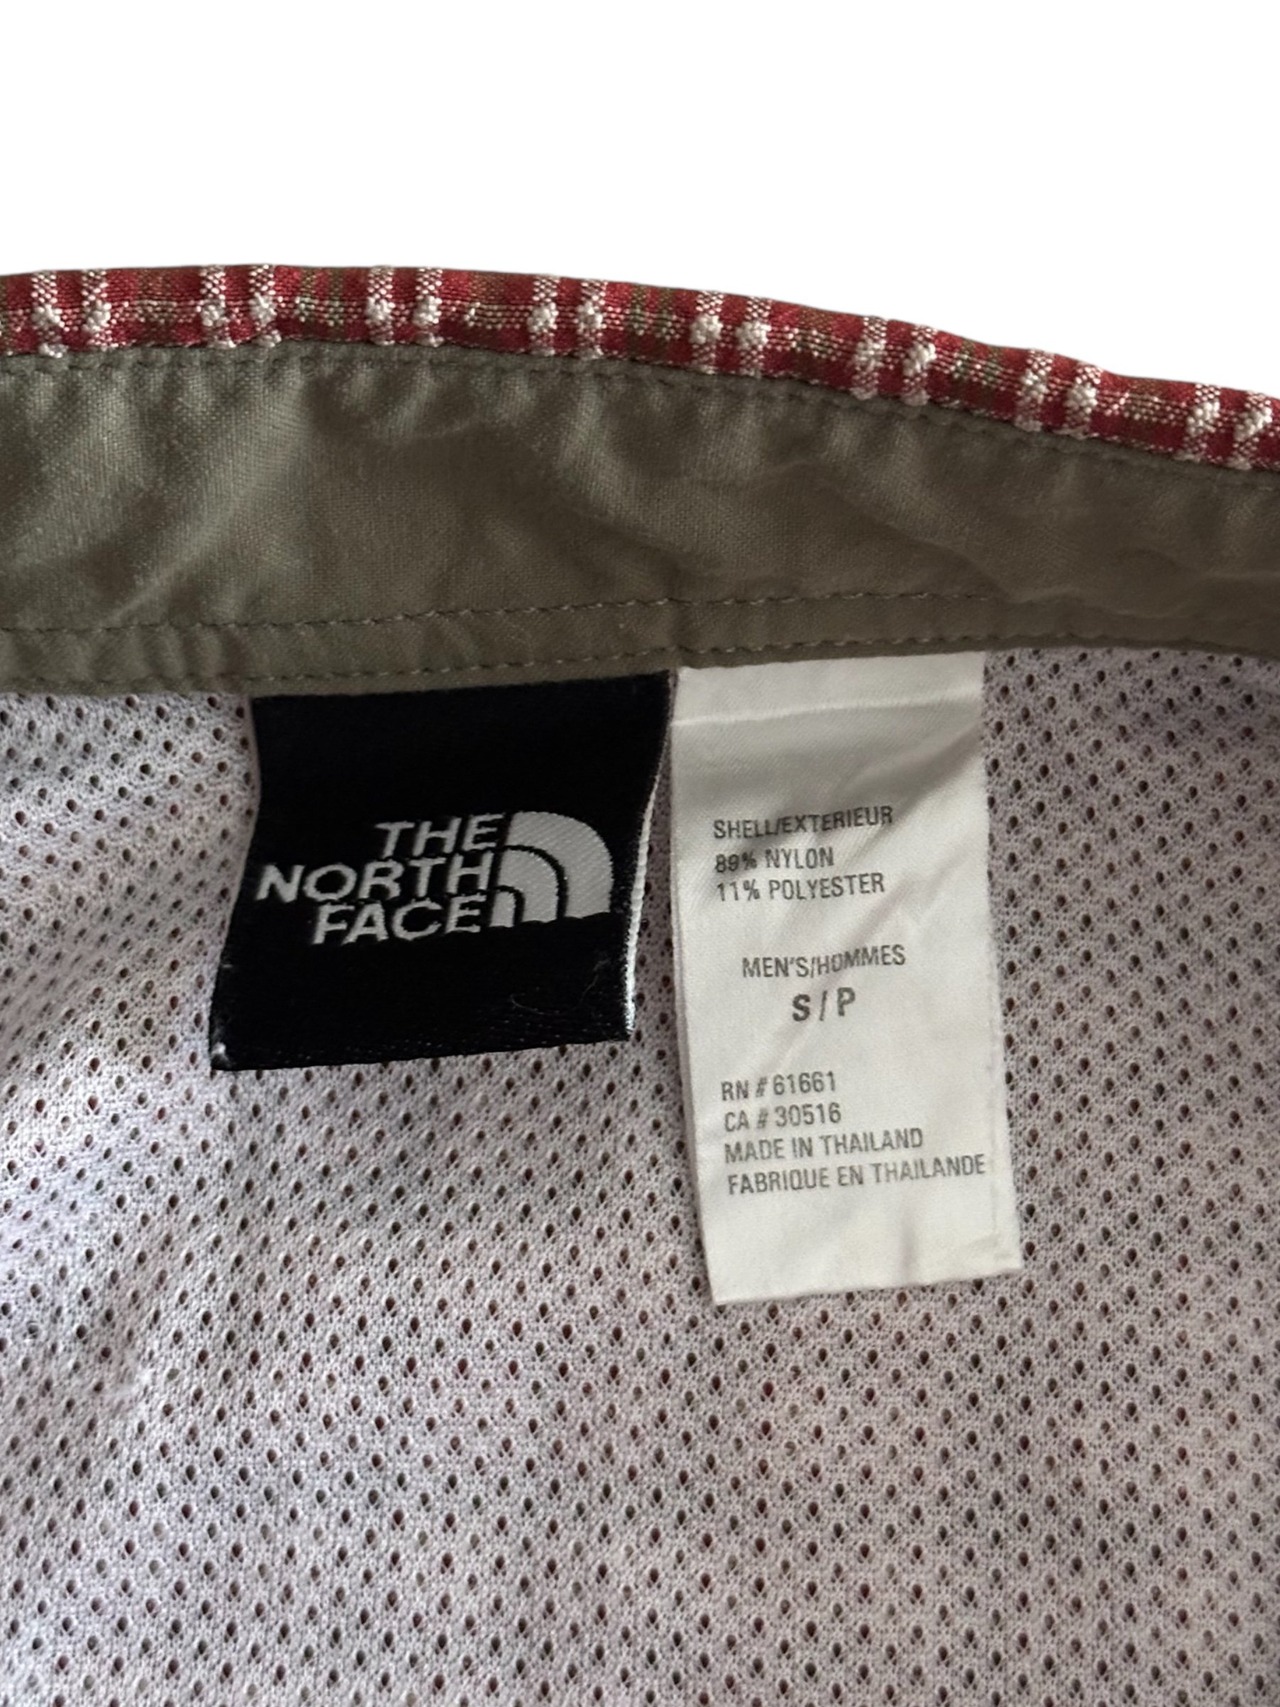 THE
NORTH
FACE
SHELL/EXTERIEUR
89% NYLON
11% POLYESTER
MEN'S/HOMMES
S/P
RN # 61661
CA # 30516
MADE IN THAILAND
FABRIQUE EN THAILANDE